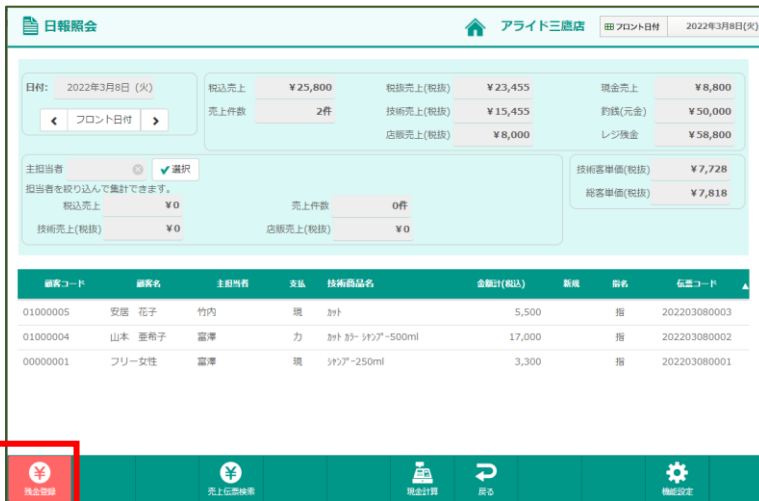 日報照会 アライド三鷹店 フロント日付 2022年3月8日(火)
日付: 2022年3月8日 (火) 税込売上 ¥25,800 税抜売上(税抜) ¥23,455 現金売上 ¥8,800
フロント日付 売上件数 2件 技術売上(税抜) ¥15,455 釣銭(元金) ¥50,000
店販売上(税抜) ¥8,000 レジ残金 ¥58,800
主担当者 選択 技術客単価(税抜) ¥7,728
担当者を絞り込んで集計できます。 総客単価(税抜) ¥7,818
税込売上 ¥0 売上件数 0件
技術売上(税抜) ¥0 店販売上(税抜) ¥0
顧客コード 顧客名 主担当者 支払 技術商品名 金額計(税込) 新規 指名 伝票コード ▲
01000005 安居 花子 竹内 現 ｶｯﾄ 5,500 指 202203080003
01000004 山本 亜希子 富澤 カ ｶｯﾄ ｶﾗｰ ｼｬﾝﾌﾟｰ500ml 17,000 指 202203080002
00000001 フリー女性 富澤 現 ｼｬﾝﾌﾟｰ250ml 3,300 指 202203080001
残金登録 売上伝票検索 現金計算 戻る 機能設定